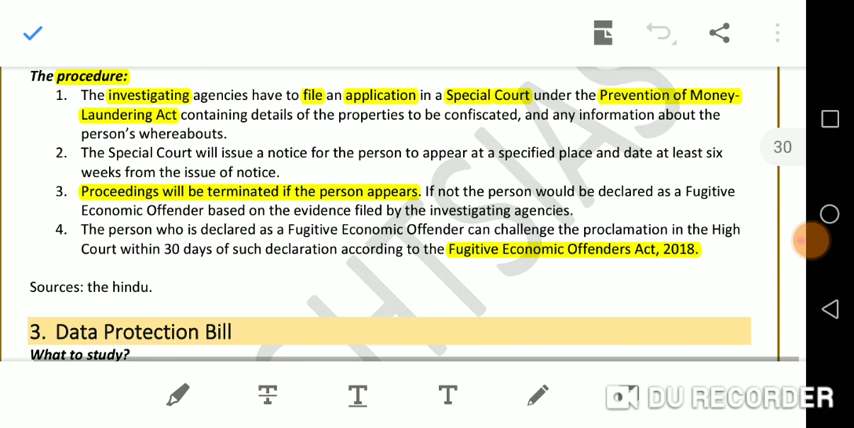 The procedure:
1. The investigating agencies have to file an application in a Special Court under the Prevention of Money-
Laundering Act containing details of the properties to be confiscated, and any information about the
person's whereabouts.
2. The Special Court will issue a notice for the person to appear at a specified place and date at least six
weeks from the issue of notice.
30
3. Proceedings will be terminated if the person appears. If not the person would be declared as a Fugitive
Economic Offender based on the evidence filed by the investigating agencies.
4. The person who is declared as a Fugitive Economic Offender can challenge the proclamation in the High
Court within 30 days of such declaration according to the Fugitive Economic Offenders Act, 2018.
Sources: the hindu.
3. Data Protection Bill
What to study?
T T T
DU RECORDER